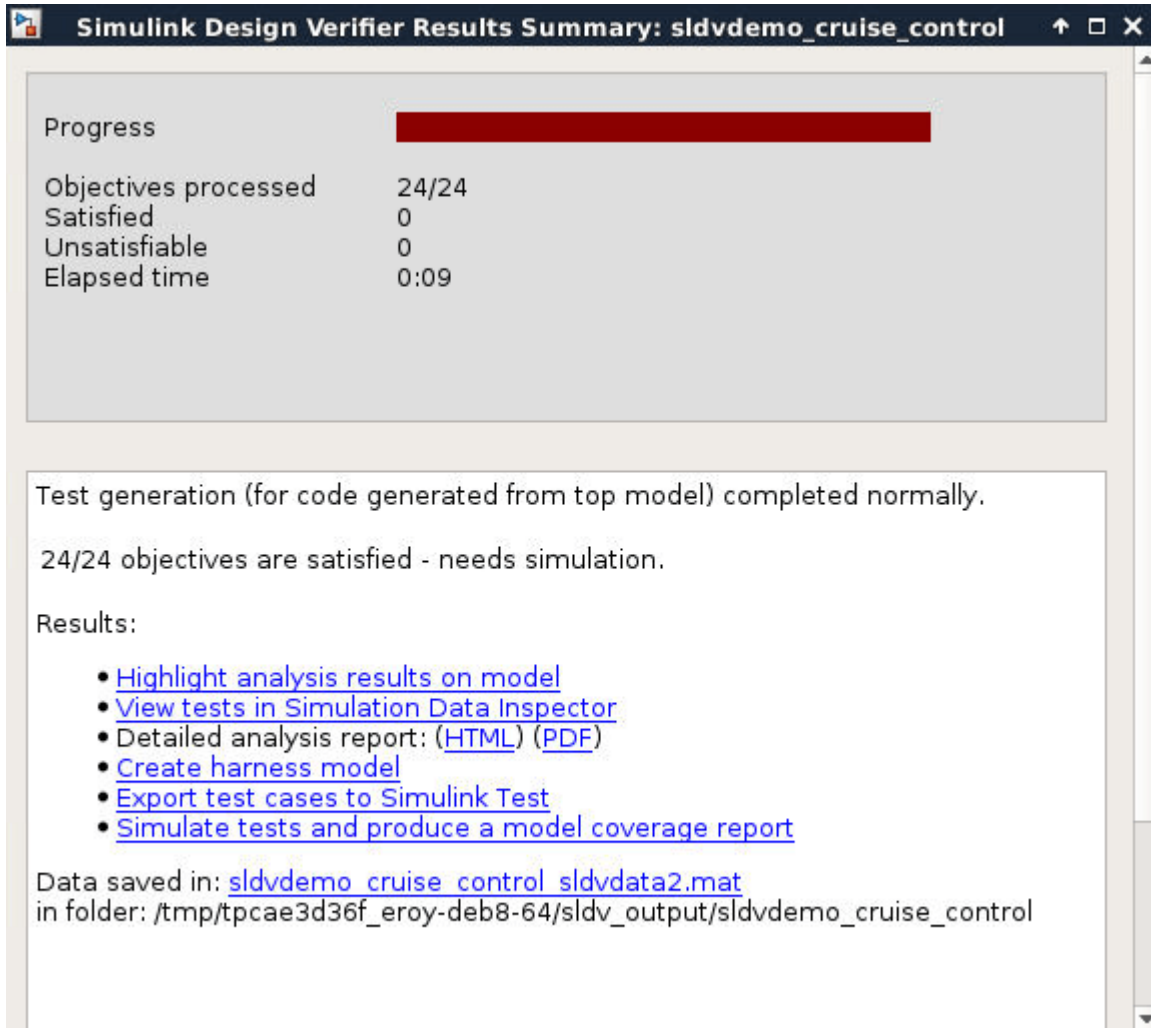 Simulink Design Verifier Results Summary: sldvdemo_cruise_control
Progress
Objectives processed 24/24
Satisfied 0
Unsatisfiable 0
Elapsed time 0:09
Test generation (for code generated from top model) completed normally.
24/24 objectives are satisfied - needs simulation.
Results:
• Highlight analysis results on model
• View tests in Simulation Data Inspector
• Detailed analysis report: (HTML) (PDF)
• Create harness model
• Export test cases to Simulink Test
• Simulate tests and produce a model coverage report
Data saved in: sldvdemo_cruise_control_sldvdata2.mat
in folder: /tmp/tpcae3d36f_eroy-deb8-64/sldv_output/sldvdemo_cruise_control